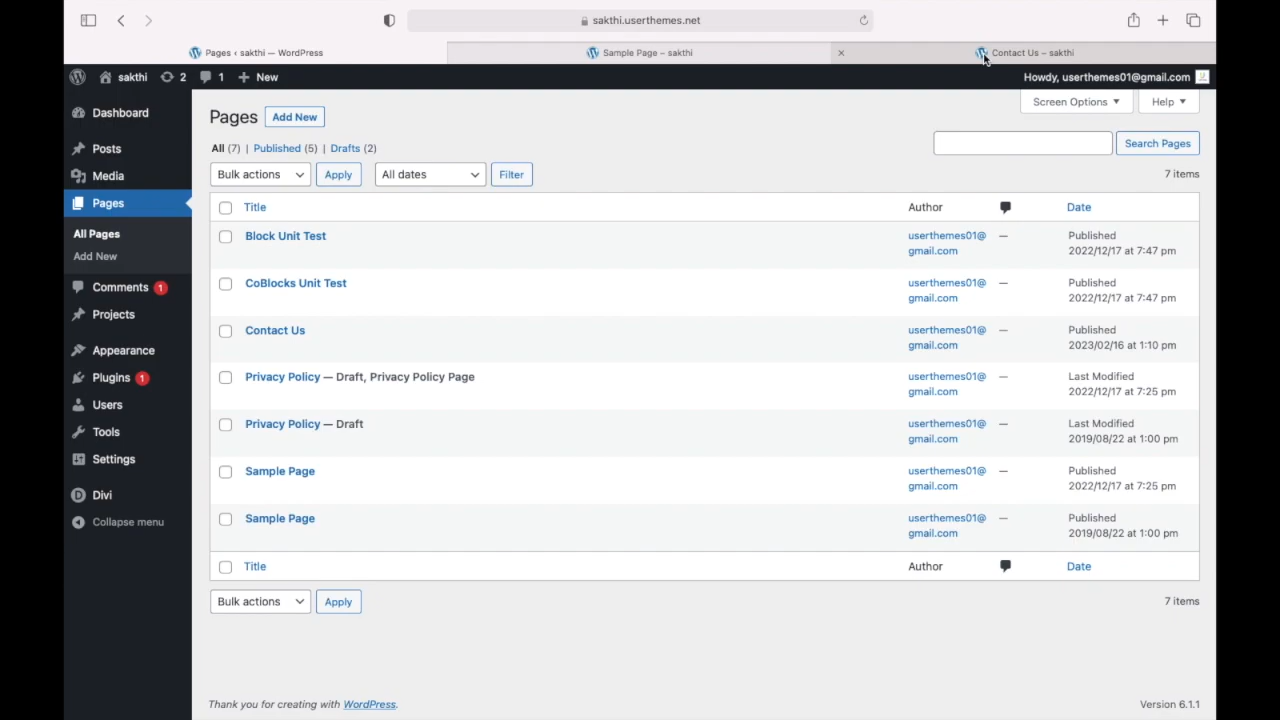 sakthi.userthemes.net
Pages ‹ sakthi — WordPress
Sample Page – sakthi
Contact Us – sakthi
sakthi 2 1 New
Howdy, userthemes01@gmail.com
Dashboard
Posts
Media
Pages
All Pages
Add New
Comments 1
Projects
Appearance
Plugins 1
Users
Tools
Settings
Divi
Collapse menu
Pages Add New
Screen Options Help
All (7) | Published (5) | Drafts (2)
Search Pages
Bulk actions Apply All dates Filter
7 items
Title Author Date
Block Unit Test userthemes01@ — Published
gmail.com 2022/12/17 at 7:47 pm
CoBlocks Unit Test userthemes01@ — Published
gmail.com 2022/12/17 at 7:47 pm
Contact Us userthemes01@ — Published
gmail.com 2023/02/16 at 1:10 pm
Privacy Policy — Draft, Privacy Policy Page userthemes01@ — Last Modified
gmail.com 2022/12/17 at 7:25 pm
Privacy Policy — Draft userthemes01@ — Last Modified
gmail.com 2019/08/22 at 1:00 pm
Sample Page userthemes01@ — Published
gmail.com 2022/12/17 at 7:25 pm
Sample Page userthemes01@ — Published
gmail.com 2019/08/22 at 1:00 pm
Title Author Date
Bulk actions Apply
7 items
Thank you for creating with WordPress.
Version 6.1.1